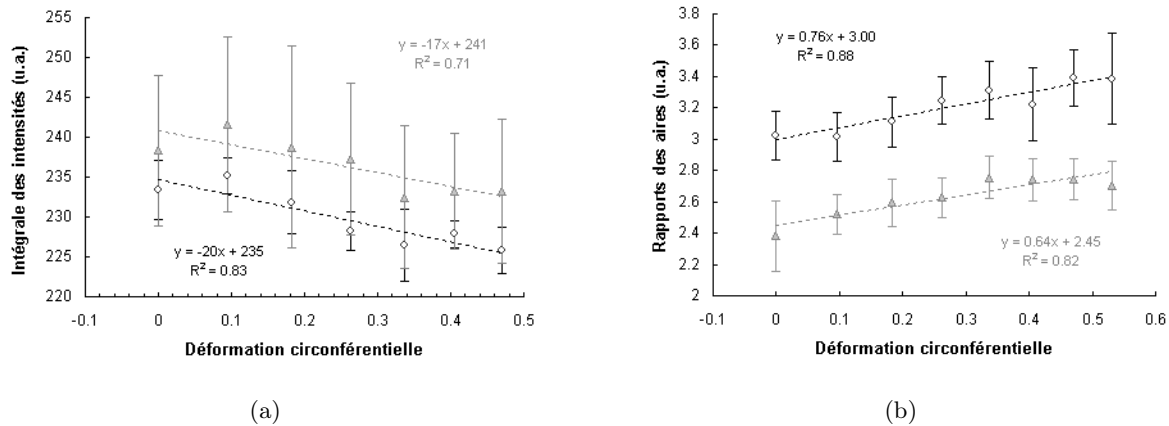 255
250
245
240
235
230
225
220
-0.1
0
0.1
0.2
0.3
0.4
0.5
Intégrale des intensités (u.a.)
Déformation circonférentielle
y = -17x + 241
R² = 0.71
y = -20x + 235
R² = 0.83
(a)
3.8
3.6
3.4
3.2
3
2.8
2.6
2.4
2.2
2
-0.1
0
0.1
0.2
0.3
0.4
0.5
0.6
Rapports des aires (u.a.)
Déformation circonférentielle
y = 0.76x + 3.00
R² = 0.88
y = 0.64x + 2.45
R² = 0.82
(b)